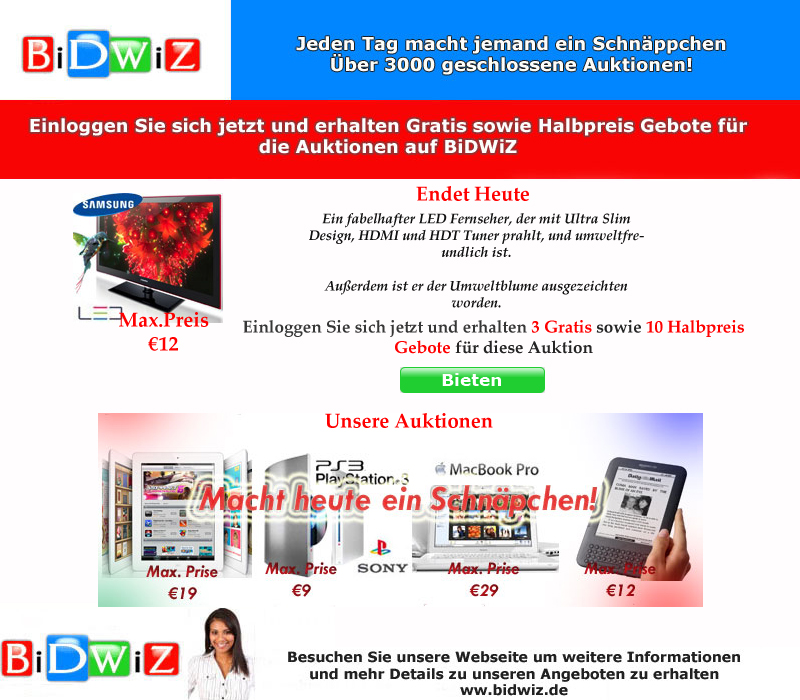 BiDWiZ
Jeden Tag macht jemand ein Schnäppchen
Über 3000 geschlossene Auktionen!
Einloggen Sie sich jetzt und erhalten Gratis sowie Halbpreis Gebote für
die Auktionen auf BiDWiZ
SAMSUNG
LED
Max.Preis
€12
Endet Heute
Ein fabelhafter LED Fernseher, der mit Ultra Slim
Design, HDMI und HDT Tuner prahlt, und umweltfre-
undlich ist.
Außerdem ist er der Umweltblume ausgezeichten
worden.
Einloggen Sie sich jetzt und erhalten 3 Gratis sowie 10 Halbpreis
Gebote für diese Auktion
Bieten
Unsere Auktionen
PS3
PlayStation 3
MacBook Pro
Daily Mail
Macht heute ein Schnäpchen!
SONY
Max. Prise
€19
Max. Prise
€9
Max. Prise
€29
Max. Prise
€12
BiDWiZ
Besuchen Sie unsere Webseite um weitere Informationen
und mehr Details zu unseren Angeboten zu erhalten
www.bidwiz.de